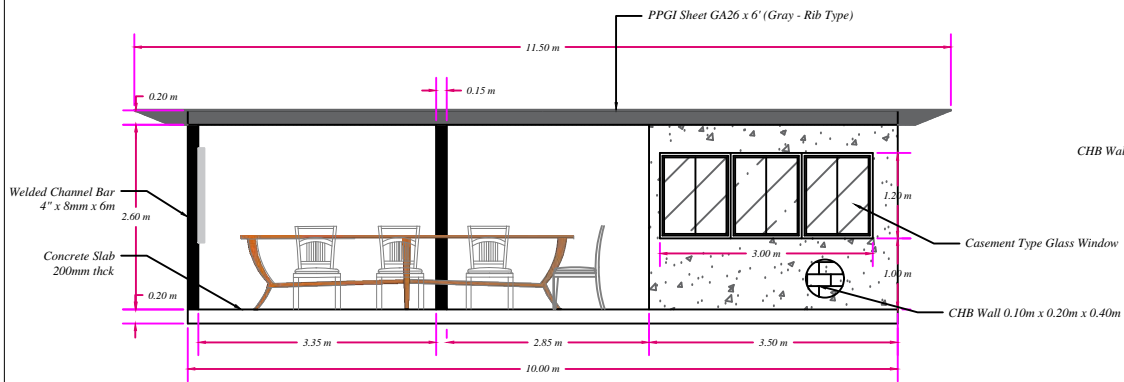 PPGI Sheet GA26 x 6' (Gray - Rib Type)
11.50 m
0.20 m
0.15 m
CHB Wal
Welded Channel Bar
4" x 8mm x 6m
2.60 m
1.20 m
Casement Type Glass Window
Concrete Slab
200mm thck
3.00 m
1.00 m
0.20 m
CHB Wall 0.10m x 0.20m x 0.40m
3.35 m
2.85 m
3.50 m
10.00 m